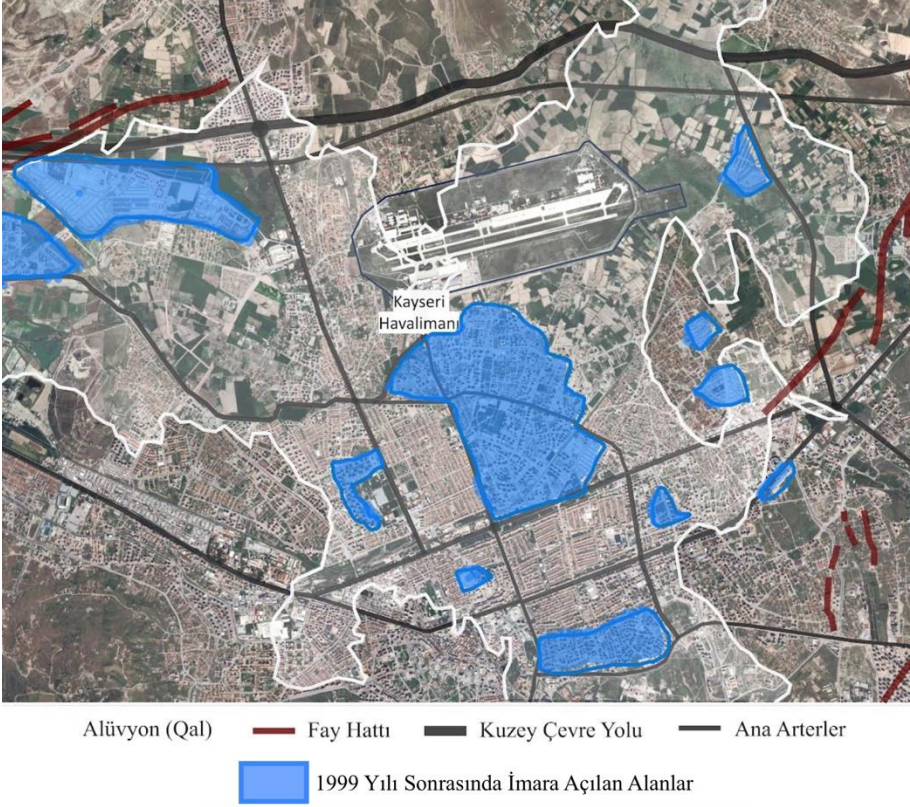 Kayseri
Havalimanı
Alüvyon (Qal)
Fay Hattı
Kuzey Çevre Yolu
Ana Arterler
1999 Yılı Sonrasında İmara Açılan Alanlar